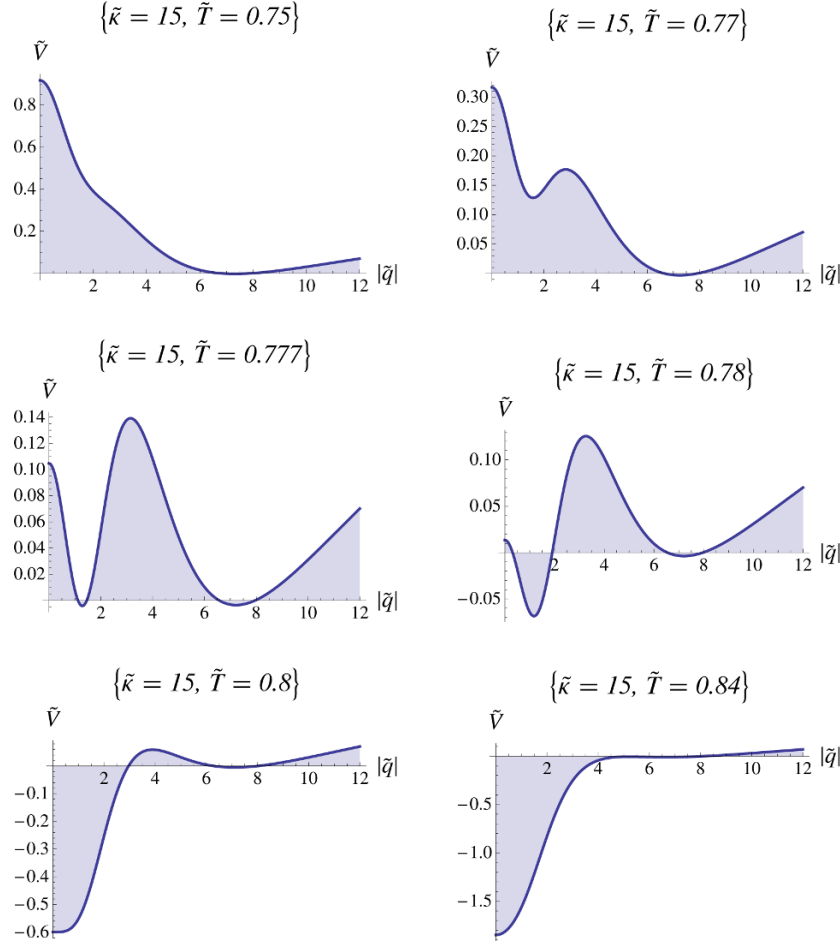 {κ̃ = 15, T̃ = 0.75}
Ṽ
0.8
0.6
0.4
0.2
2 4 6 8 10 12 |q̃|
{κ̃ = 15, T̃ = 0.77}
Ṽ
0.30
0.25
0.20
0.15
0.10
0.05
2 4 6 8 10 12 |q̃|
{κ̃ = 15, T̃ = 0.777}
Ṽ
0.14
0.12
0.10
0.08
0.06
0.04
0.02
2 4 6 8 10 12 |q̃|
{κ̃ = 15, T̃ = 0.78}
Ṽ
0.10
0.05
2 4 6 8 10 12 |q̃|
−0.05
{κ̃ = 15, T̃ = 0.8}
Ṽ
2 4 6 8 10 12 |q̃|
−0.1
−0.2
−0.3
−0.4
−0.5
−0.6
{κ̃ = 15, T̃ = 0.84}
Ṽ
2 4 6 8 10 12 |q̃|
−0.5
−1.0
−1.5